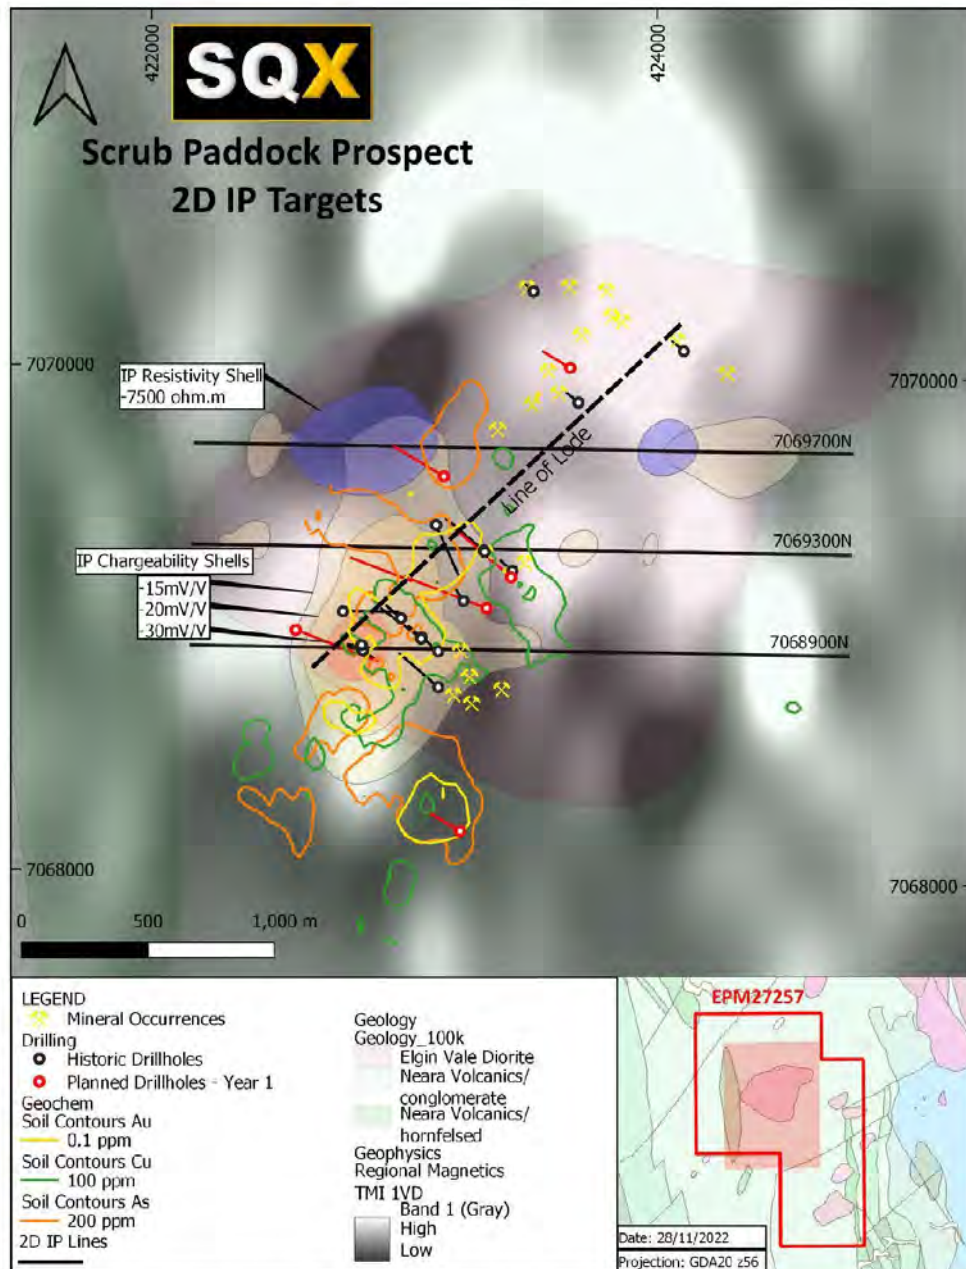 422000
424000
SQX
Scrub Paddock Prospect
2D IP Targets
7070000
7070000
IP Resistivity Shell
-7500 ohm.m
7069700N
Line of Lode
7069300N
IP Chargeability Shells
-15mV/V
-20mV/V
-30mV/V
7068900N
7068000
7068000
0 500 1,000 m
LEGEND
Mineral Occurrences
Drilling
Historic Drillholes
Planned Drillholes - Year 1
Geochem
Soil Contours Au
0.1 ppm
Soil Contours Cu
100 ppm
Soil Contours As
200 ppm
2D IP Lines
Geology
Geology_100k
Elgin Vale Diorite
Neara Volcanics/
conglomerate
Neara Volcanics/
hornfelsed
Geophysics
Regional Magnetics
TMI 1VD
Band 1 (Gray)
High
Low
EPM27257
Date: 28/11/2022
Projection: GDA20 z56